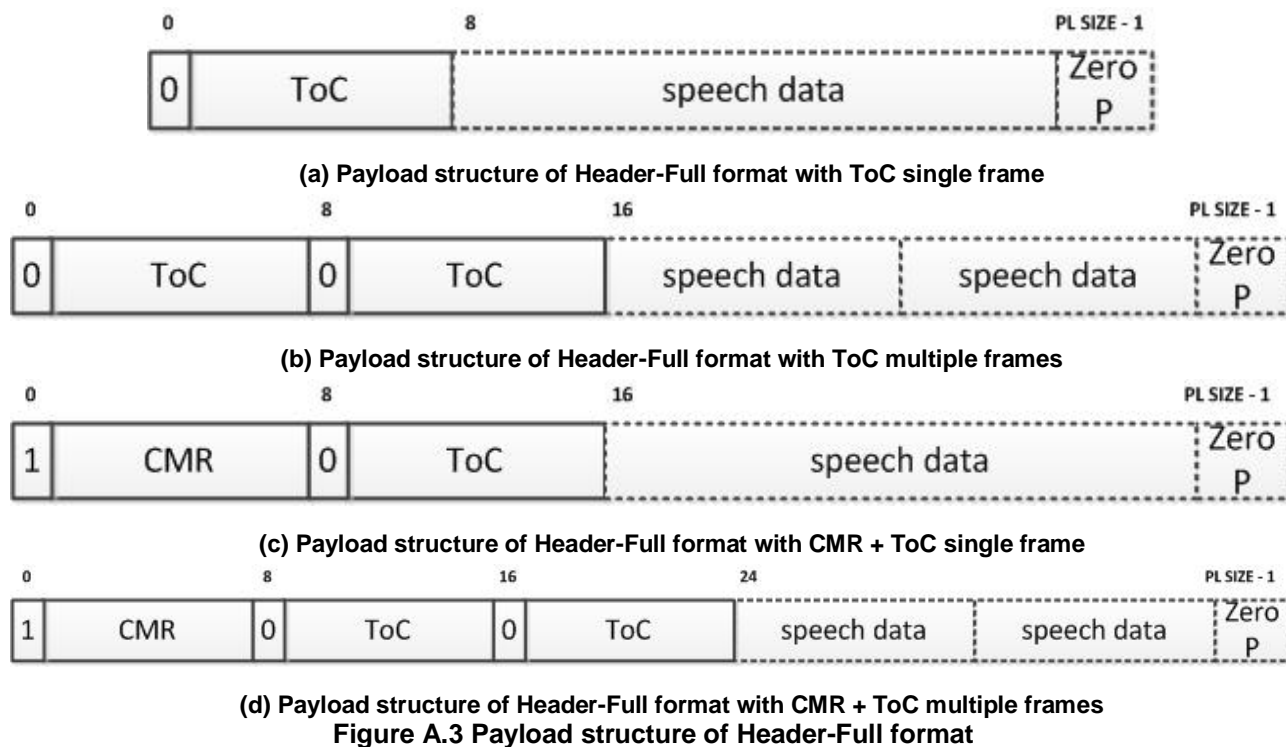 0 8 PL SIZE - 1
0 ToC speech data Zero
P
(a) Payload structure of Header-Full format with ToC single frame
0 8 16 PL SIZE - 1
0 ToC 0 ToC speech data speech data Zero
P
(b) Payload structure of Header-Full format with ToC multiple frames
0 8 16 PL SIZE - 1
1 CMR 0 ToC speech data Zero
P
(c) Payload structure of Header-Full format with CMR + ToC single frame
0 8 16 24 PL SIZE - 1
1 CMR 0 ToC 0 ToC speech data speech data Zero
P
(d) Payload structure of Header-Full format with CMR + ToC multiple frames
Figure A.3 Payload structure of Header-Full format